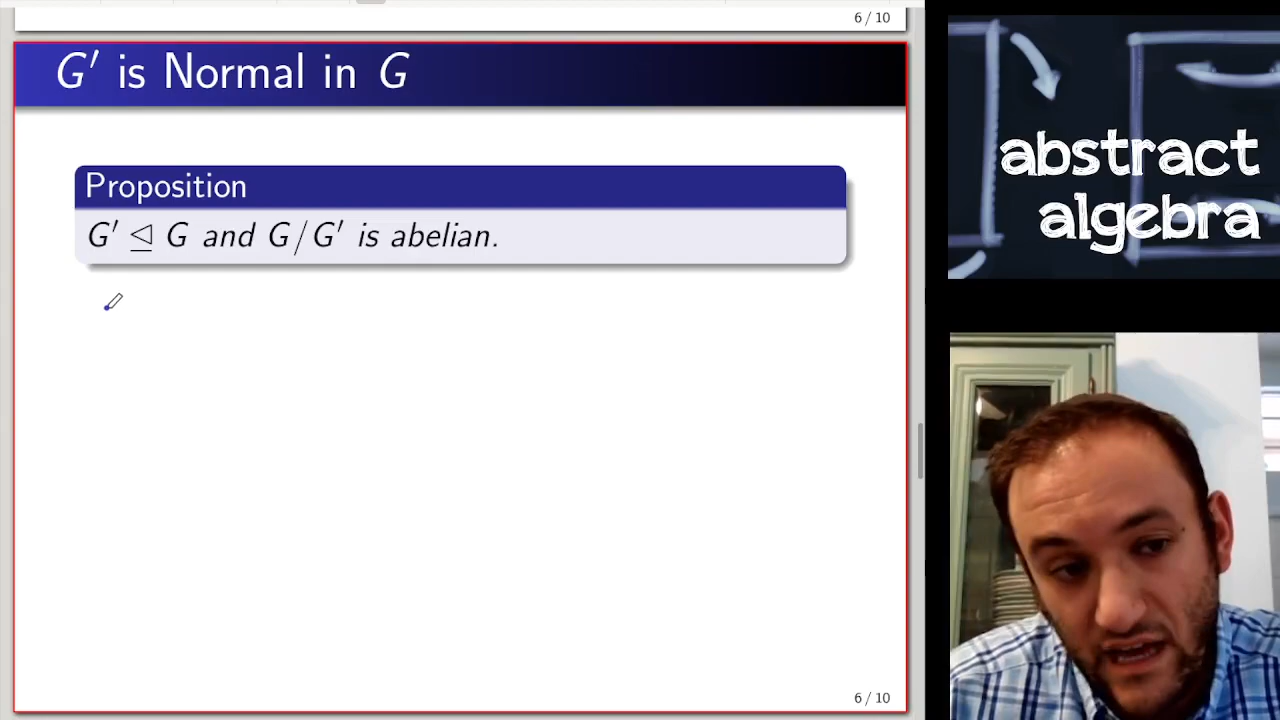 6 / 10
G′ is Normal in G
Proposition
G′ ⊴ G and G/G′ is abelian.
6 / 10
abstract
algebra